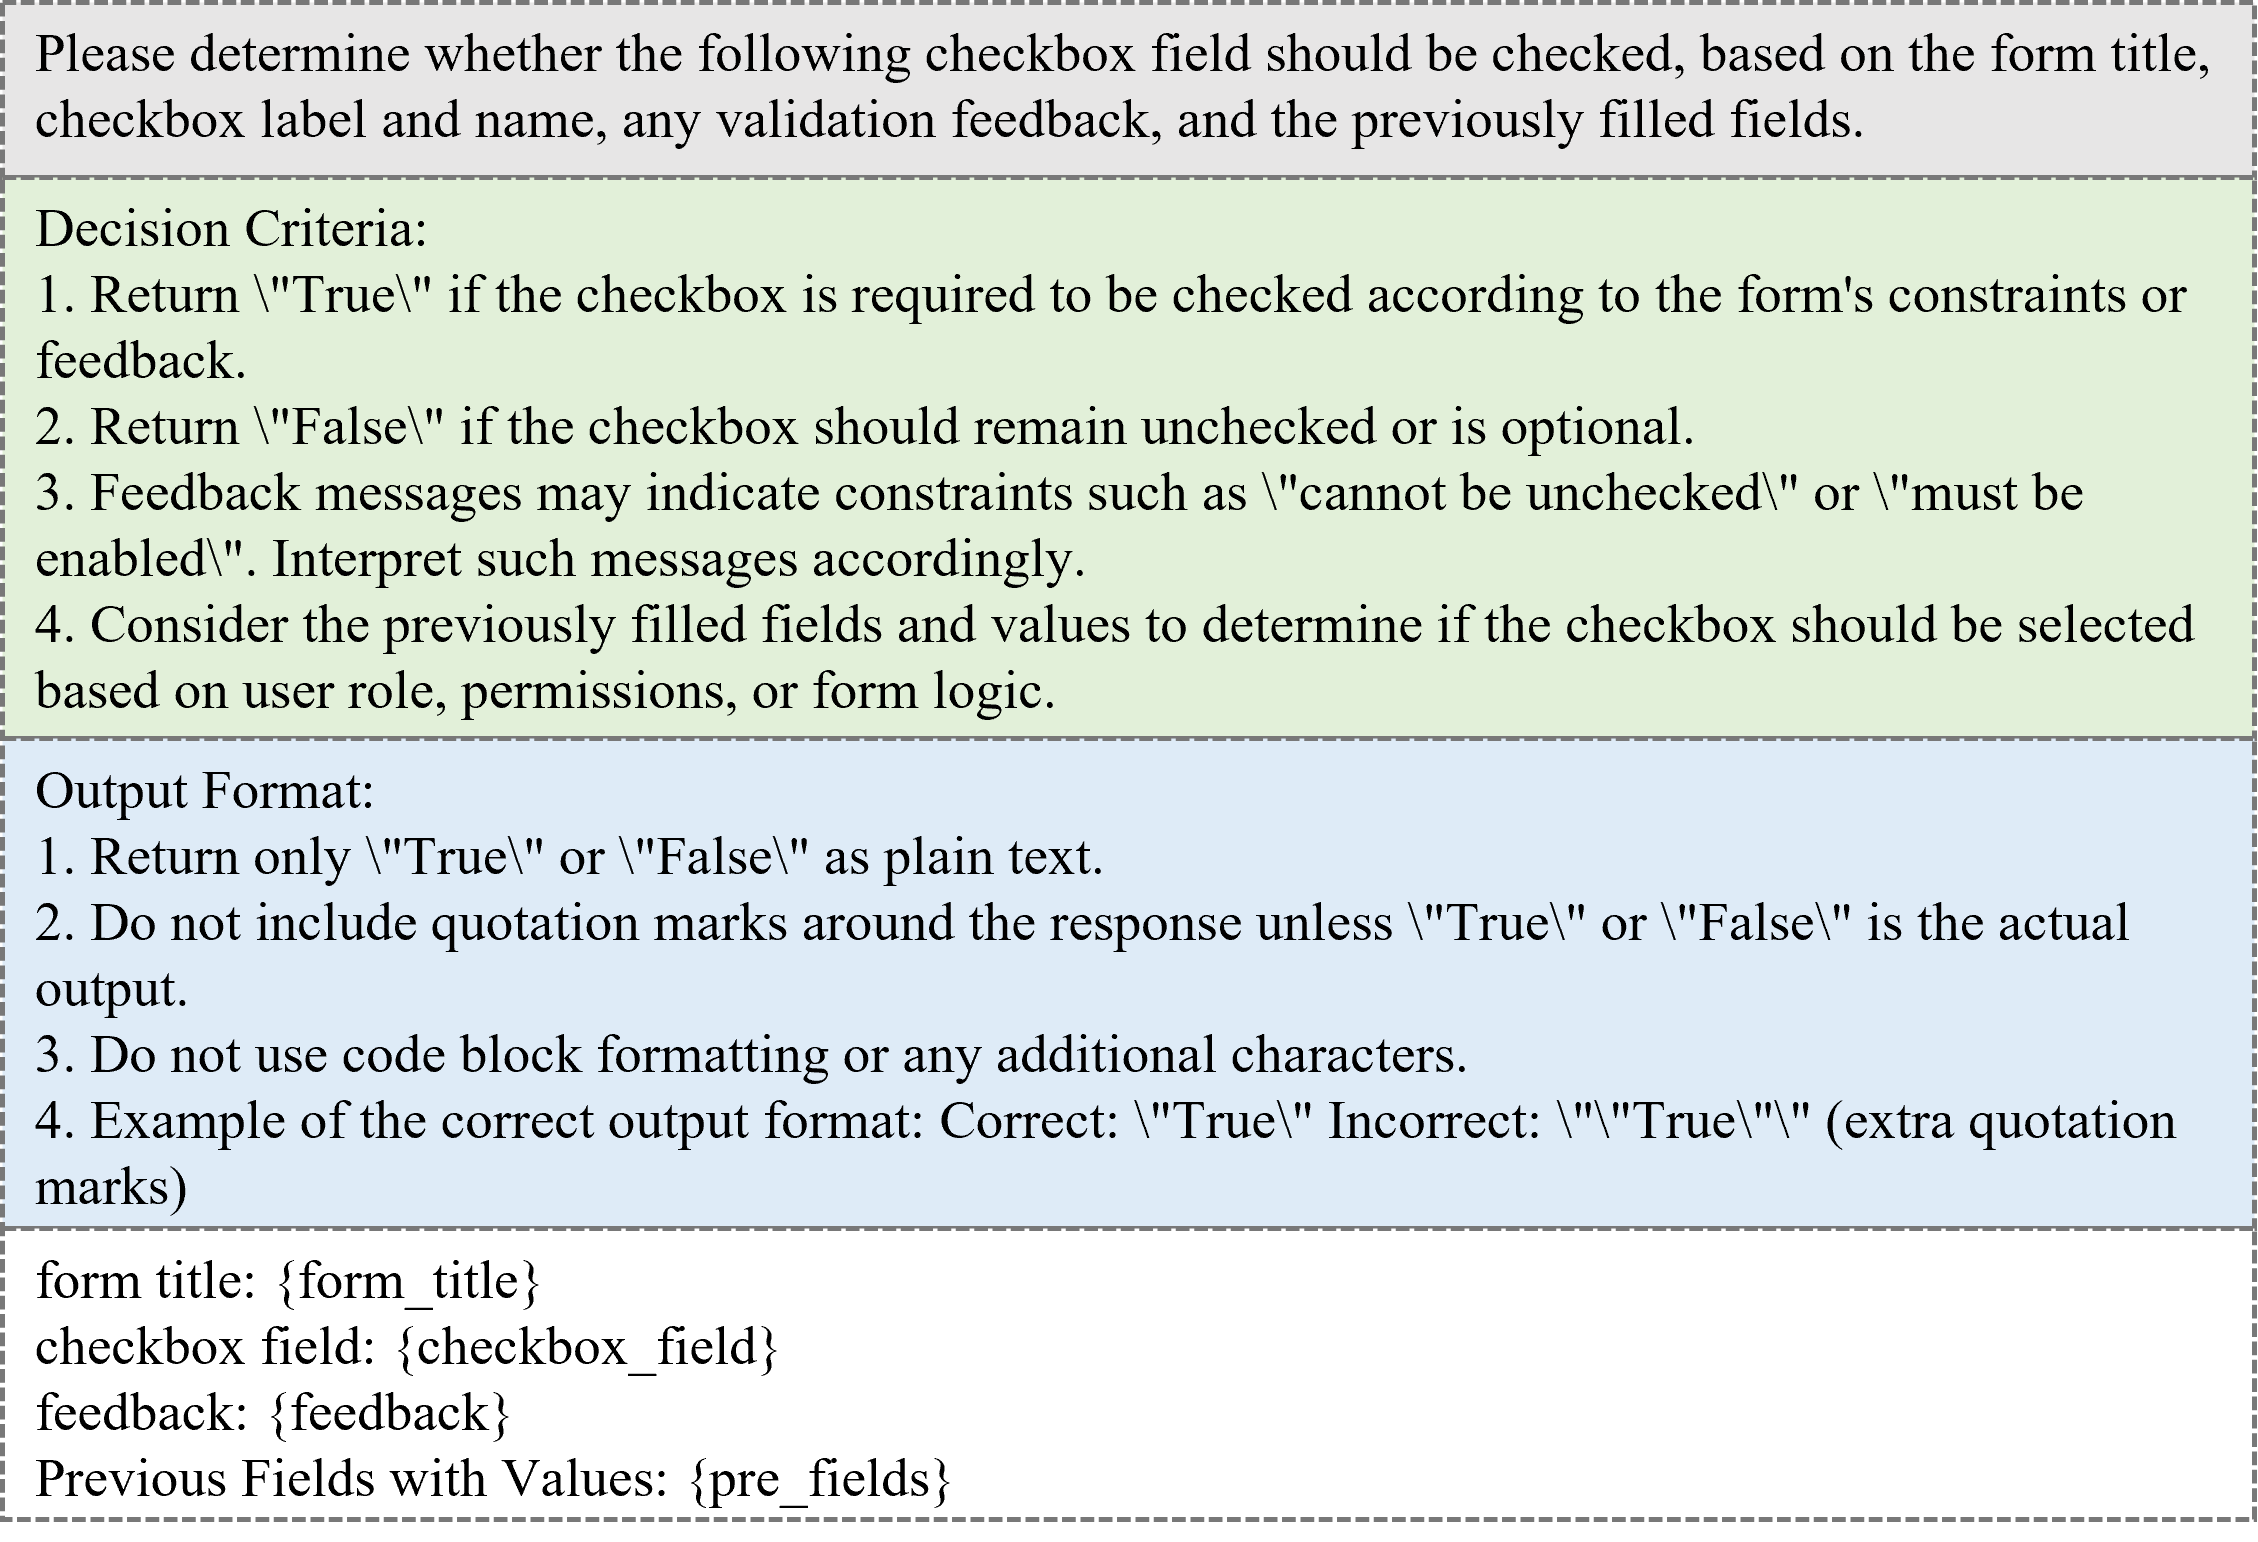 Please determine whether the following checkbox field should be checked, based on the form title,
checkbox label and name, any validation feedback, and the previously filled fields.
Decision Criteria:
1. Return \"True\" if the checkbox is required to be checked according to the form's constraints or
feedback.
2. Return \"False\" if the checkbox should remain unchecked or is optional.
3. Feedback messages may indicate constraints such as \"cannot be unchecked\" or \"must be
enabled\". Interpret such messages accordingly.
4. Consider the previously filled fields and values to determine if the checkbox should be selected
based on user role, permissions, or form logic.
Output Format:
1. Return only \"True\" or \"False\" as plain text.
2. Do not include quotation marks around the response unless \"True\" or \"False\" is the actual
output.
3. Do not use code block formatting or any additional characters.
4. Example of the correct output format: Correct: \"True\" Incorrect: \"\"True\"\" (extra quotation
marks)
form title: {form_title}
checkbox field: {checkbox_field}
feedback: {feedback}
Previous Fields with Values: {pre_fields}